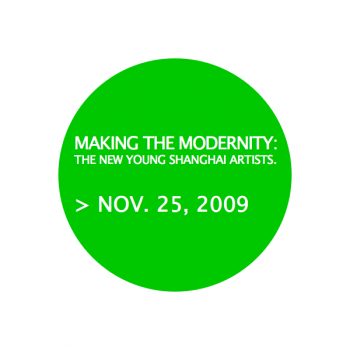 MAKING THE MODERNITY:
THE NEW YOUNG SHANGHAI ARTISTS.
> NOV. 25, 2009